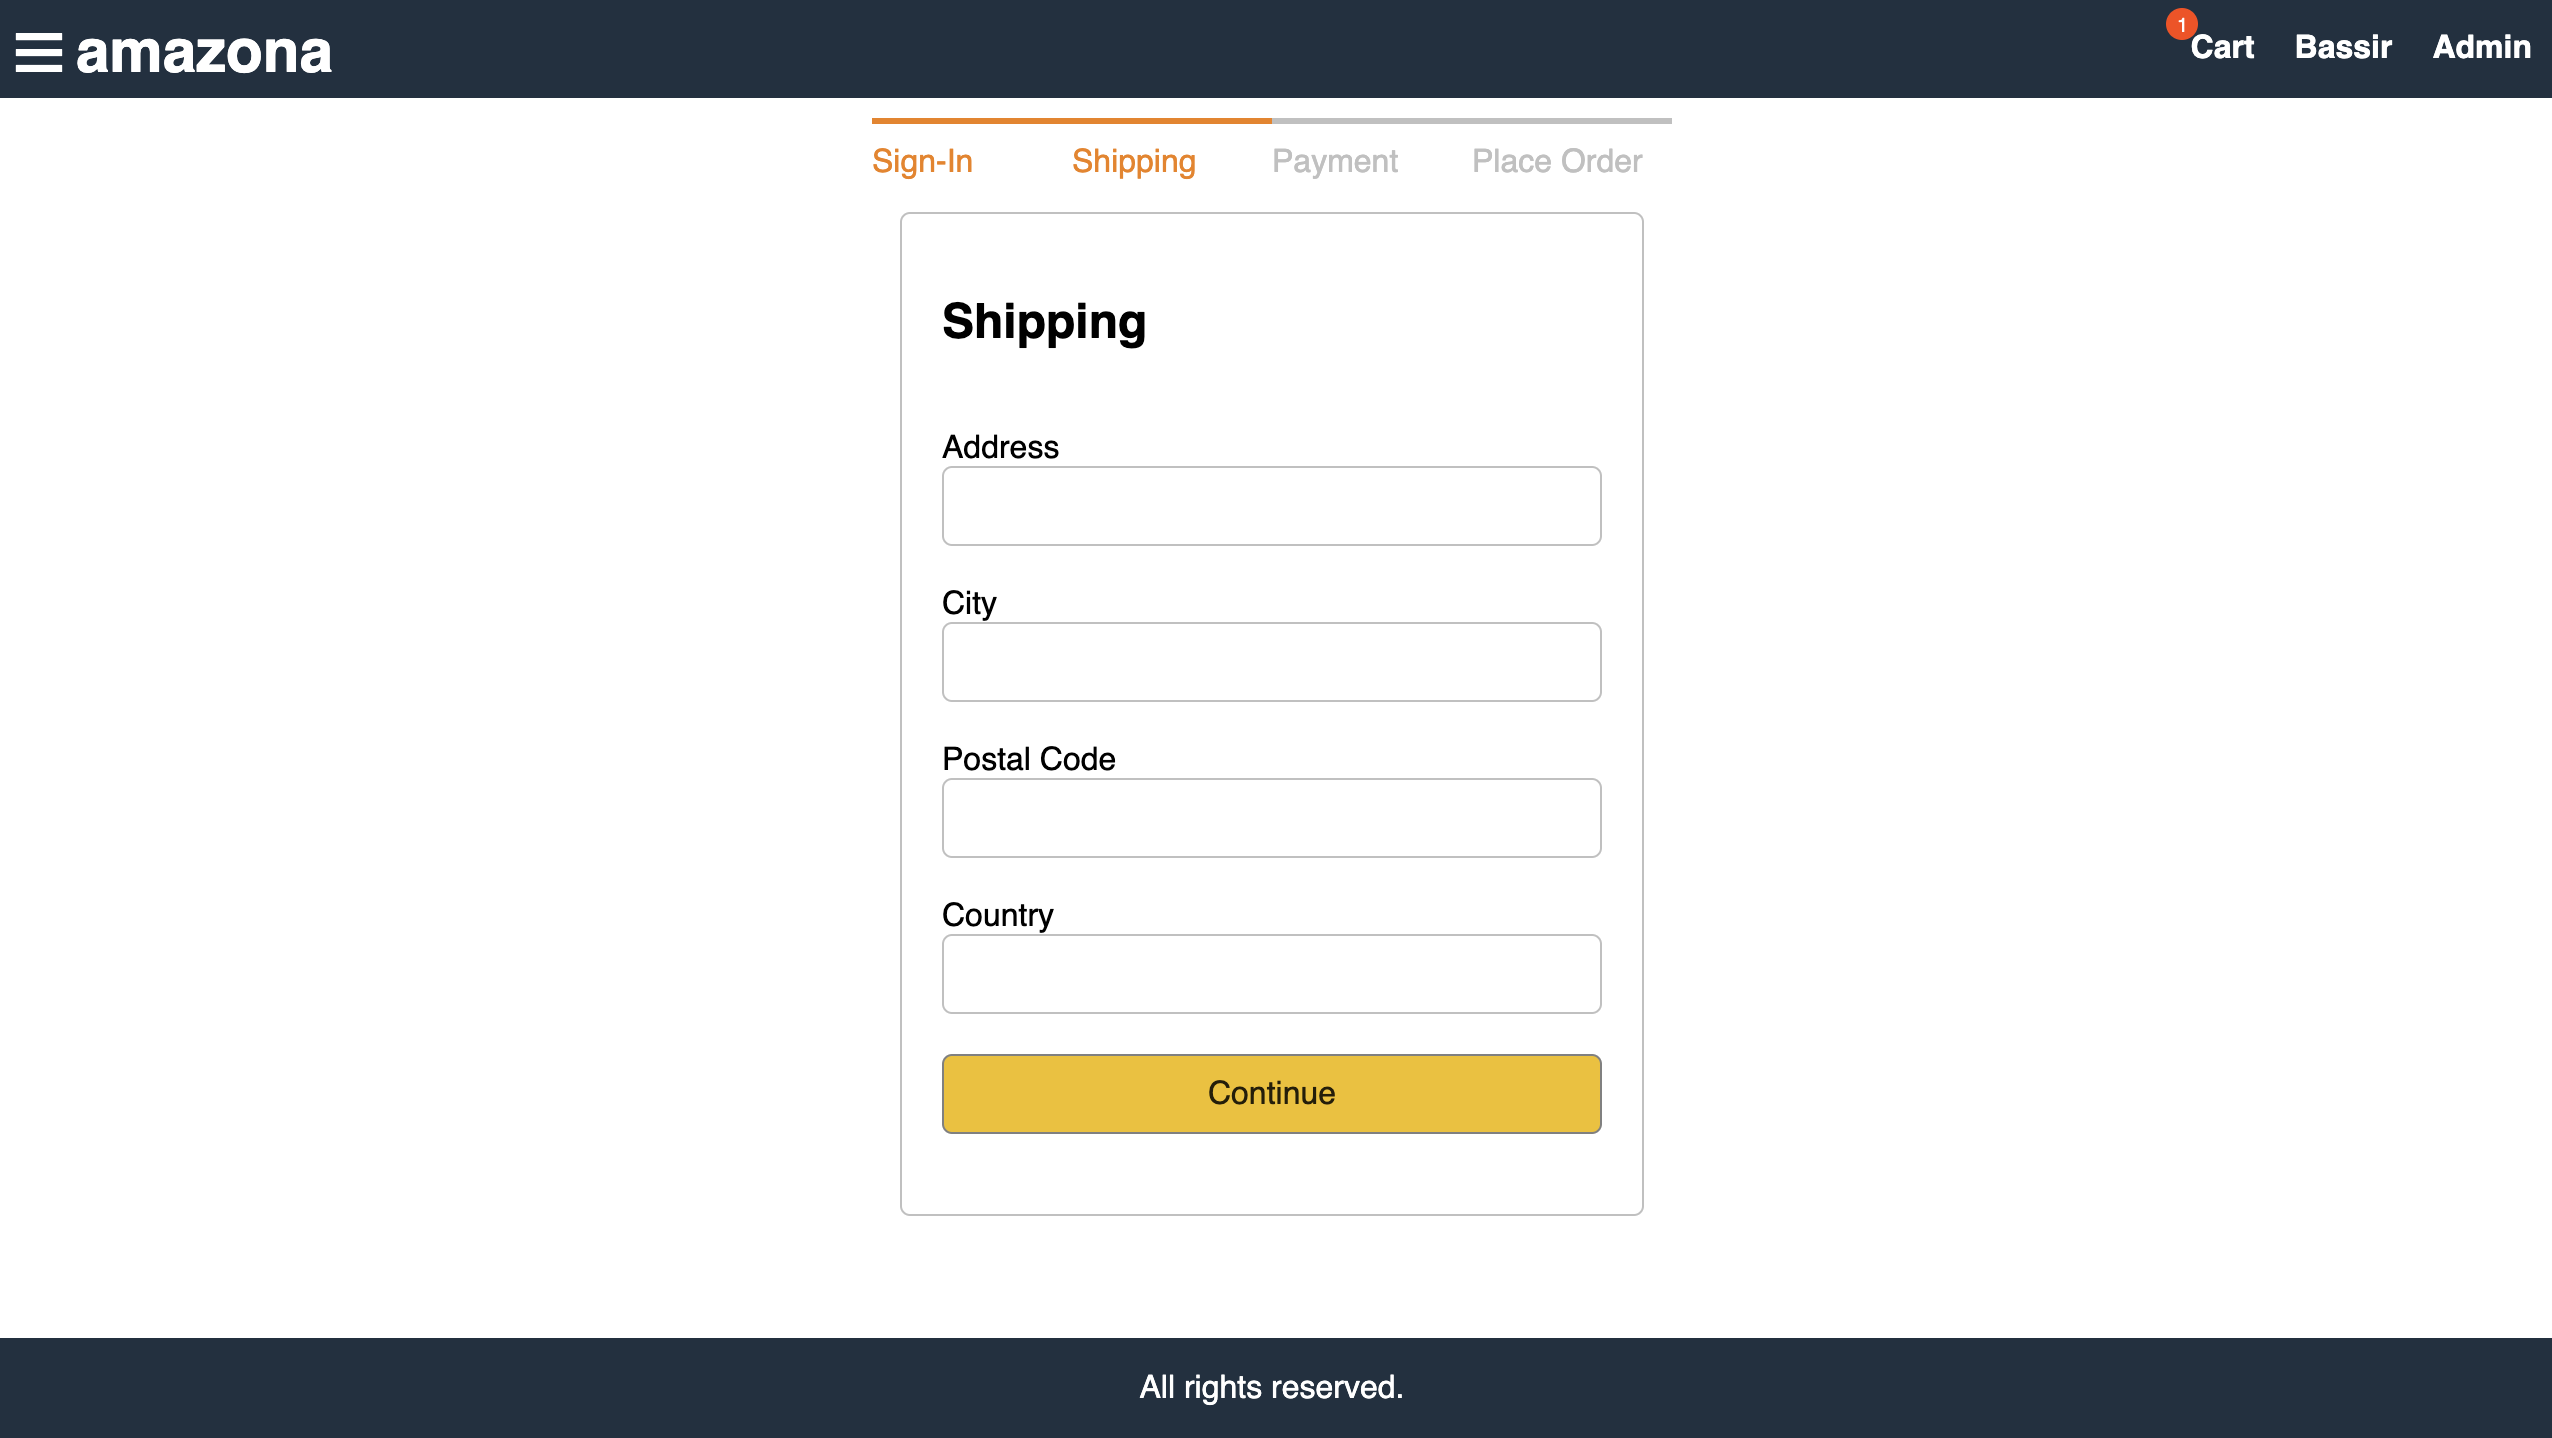 amazona
1
Cart Bassir Admin
Sign-In Shipping Payment Place Order
Shipping
Address
City
Postal Code
Country
Continue
All rights reserved.